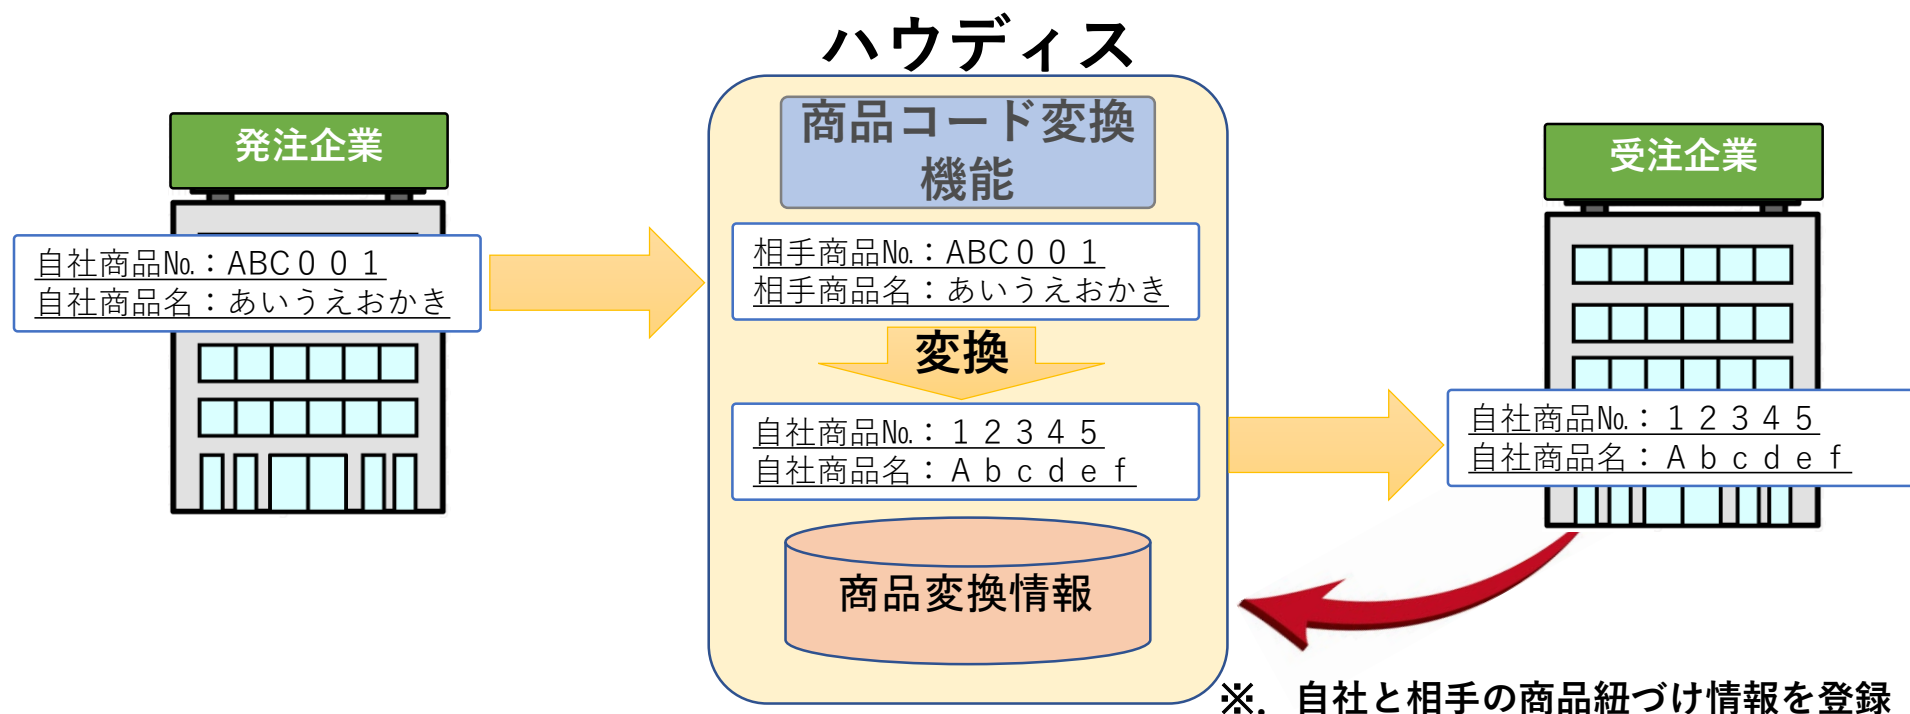 ハウディス
商品コード変換
機能
発注企業
受注企業
自社商品№：ABC００１
自社商品名：あいうえおかき
相手商品№：ABC００１
相手商品名：あいうえおかき
変換
自社商品№：１２３４５
自社商品名：Ａｂｃｄｅｆ
自社商品№：１２３４５
自社商品名：Ａｂｃｄｅｆ
商品変換情報
※．自社と相手の商品紐づけ情報を登録